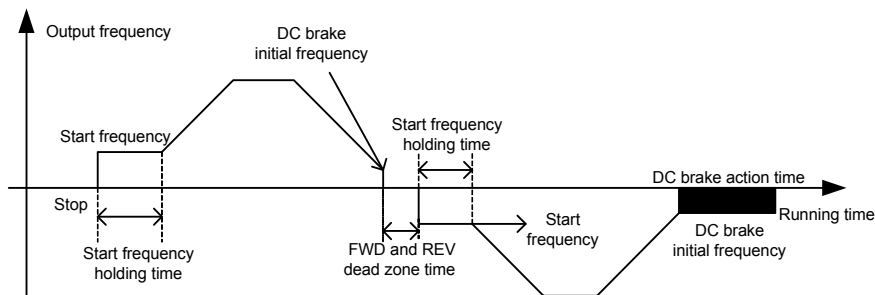 Output frequency
DC brake
initial frequency
Start frequency
Start frequency
holding time
Stop
Start frequency
holding time
FWD and REV
dead zone time
Start
frequency
DC brake action time
Running time
DC brake
initial frequency